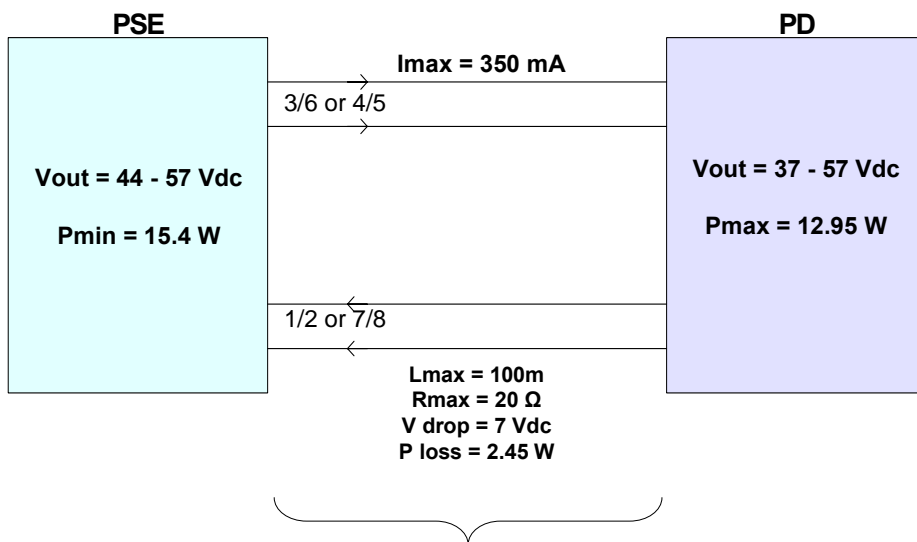 PSE
PD
Imax = 350 mA
3/6 or 4/5
Vout = 44 - 57 Vdc
Pmin = 15.4 W
Vout = 37 - 57 Vdc
Pmax = 12.95 W
1/2 or 7/8
Lmax = 100m
Rmax = 20 Ω
V drop = 7 Vdc
P loss = 2.45 W